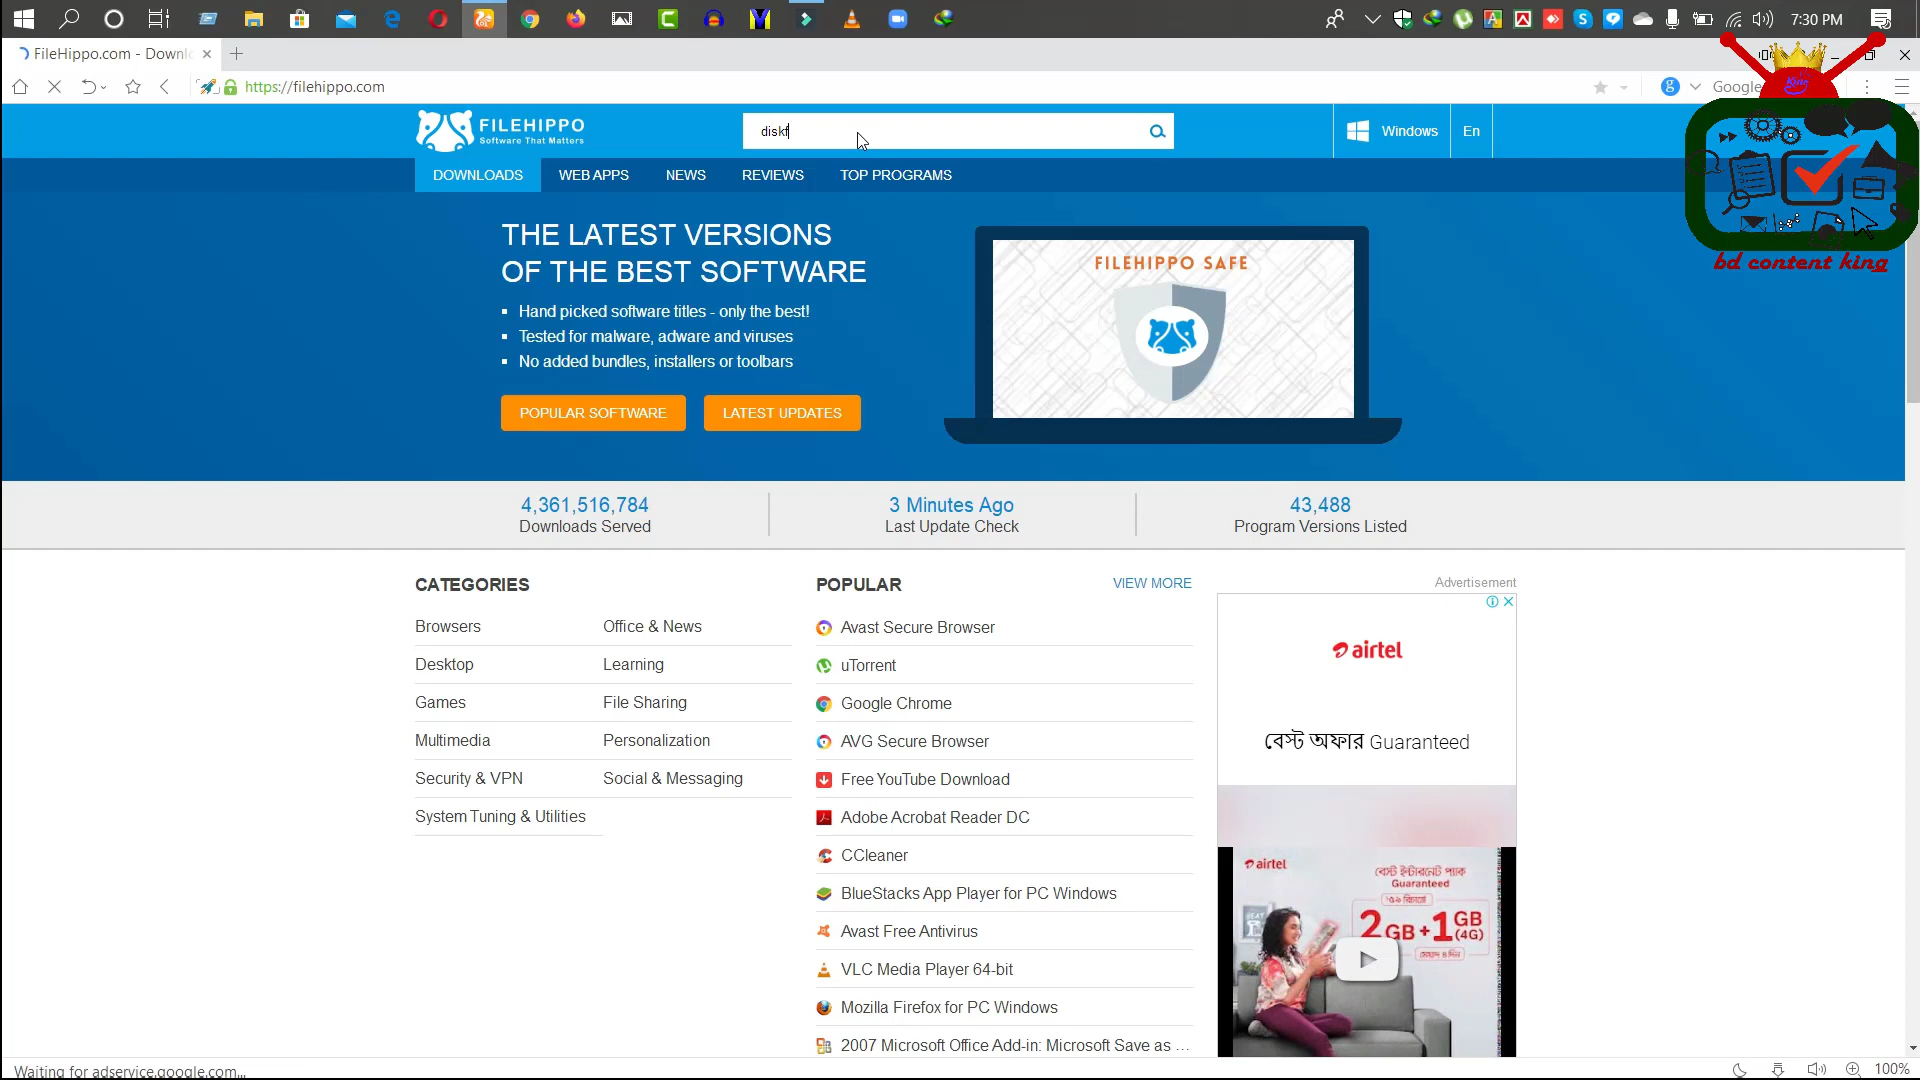 7:30 PM
FileHippo.com - Downl
https://filehippo.com
Google
FILEHIPPO
Software That Matters
diskf
Windows
En
DOWNLOADS
WEB APPS
NEWS
REVIEWS
TOP PROGRAMS
bd content king
THE LATEST VERSIONS
OF THE BEST SOFTWARE
Hand picked software titles - only the best!
Tested for malware, adware and viruses
No added bundles, installers or toolbars
POPULAR SOFTWARE
LATEST UPDATES
FILEHIPPO SAFE
4,361,516,784
Downloads Served
3 Minutes Ago
Last Update Check
43,488
Program Versions Listed
CATEGORIES
Browsers
Office & News
Desktop
Learning
Games
File Sharing
Multimedia
Personalization
Security & VPN
Social & Messaging
System Tuning & Utilities
POPULAR
VIEW MORE
Avast Secure Browser
uTorrent
Google Chrome
AVG Secure Browser
Free YouTube Download
Adobe Acrobat Reader DC
CCleaner
BlueStacks App Player for PC Windows
Avast Free Antivirus
VLC Media Player 64-bit
Mozilla Firefox for PC Windows
2007 Microsoft Office Add-in: Microsoft Save as ...
Advertisement
airtel
বেস্ট অফার Guaranteed
airtel
বেস্ট ইন্টারনেট প্যাক
Guaranteed
2GB+1GB
(4G)
Waiting for adservice.google.com...
100%